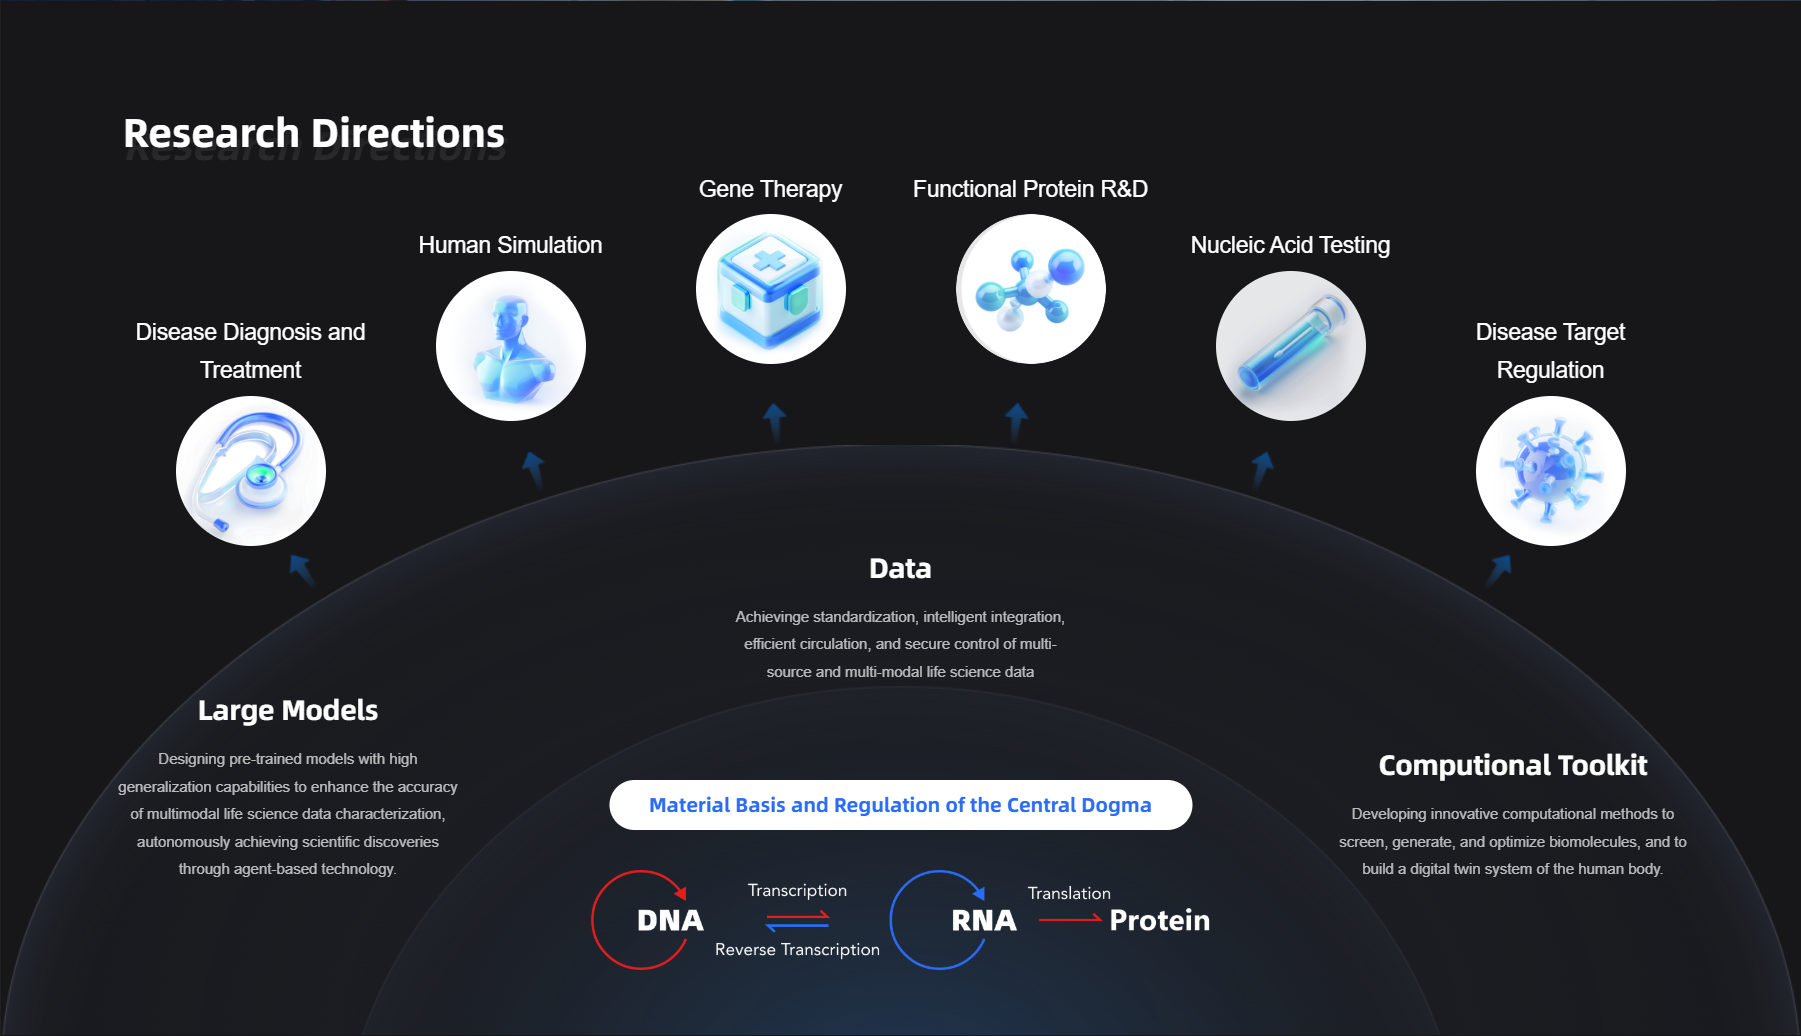 Research Directions
Gene Therapy
Functional Protein R&D
Human Simulation
Nucleic Acid Testing
Disease Diagnosis and
Treatment
Disease Target
Regulation
Data
Achievinge standardization, intelligent integration,
efficient circulation, and secure control of multi-
source and multi-modal life science data
Large Models
Designing pre-trained models with high
generalization capabilities to enhance the accuracy
of multimodal life science data characterization,
autonomously achieving scientific discoveries
through agent-based technology.
Computional Toolkit
Developing innovative computational methods to
screen, generate, and optimize biomolecules, and to
build a digital twin system of the human body.
Material Basis and Regulation of the Central Dogma
DNA
Transcription
Reverse Transcription
RNA
Translation
Protein